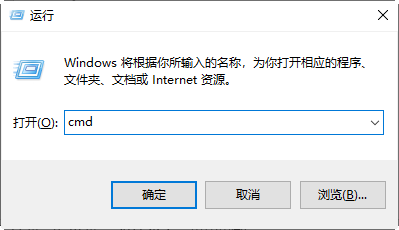 运行
Windows 将根据你所输入的名称，为你打开相应的程序、
文件夹、文档或 Internet 资源。
打开(O): cmd
确定 取消 浏览(B)...